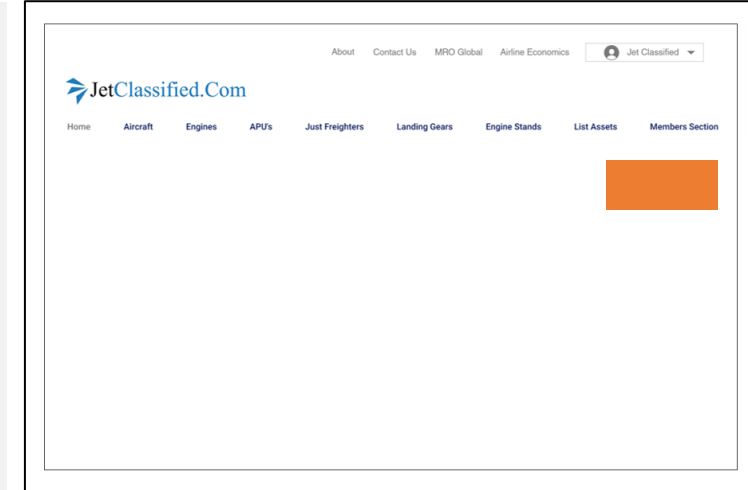 About Contact Us MRO Global Airline Economics Jet Classified
JetClassified.Com
Home Aircraft Engines APU's Just Freighters Landing Gears Engine Stands List Assets Members Section